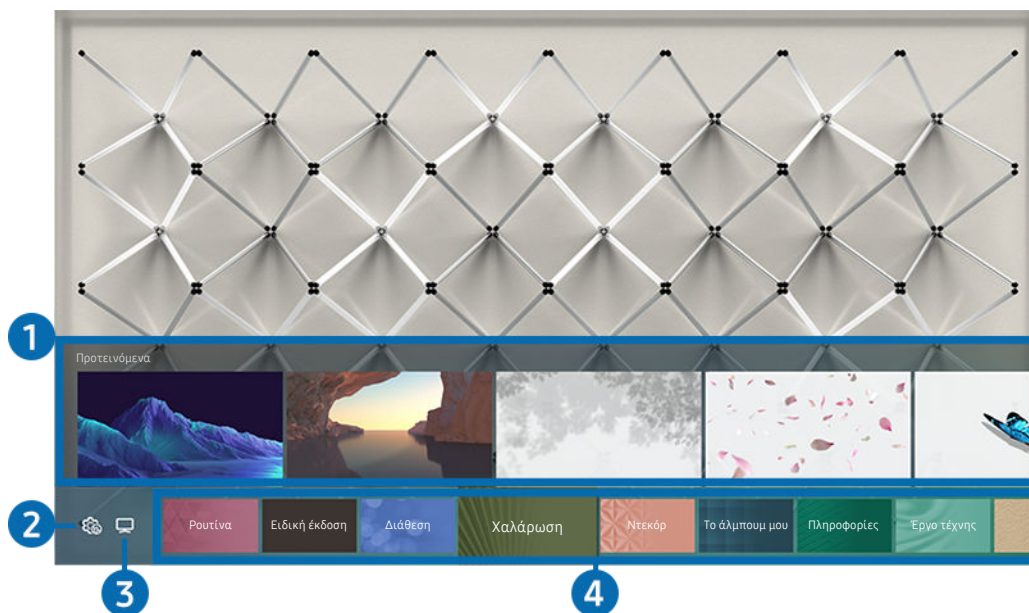 1
Προτεινόμενα
2
3
Ρουτίνα
Ειδική έκδοση
Διάθεση
Χαλάρωση
Ντεκόρ
Το άλμπουμ μου
Πληροφορίες
Έργο τέχνης
4